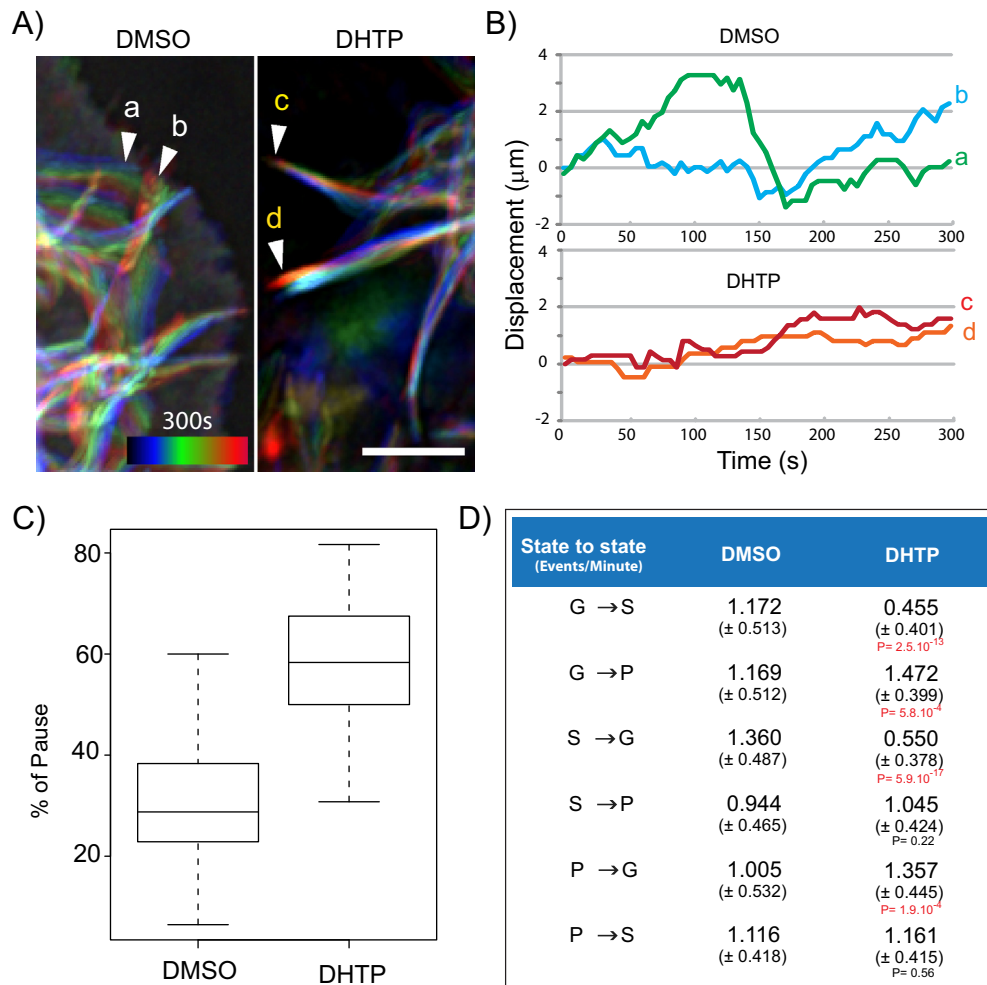 A)
DMSO
DHTP
a
b
c
d
300s
B)
DMSO
Displacement (µm)
4
2
0
-2
0 50 100 150 200 250 300
b
a
DHTP
4
2
0
-2
0 50 100 150 200 250 300
c
d
Time (s)
C)
% of Pause
80
60
40
20
DMSO
DHTP
D)
State to state DMSO DHTP
(Events/Minute)
G → S 1.172 0.455
(± 0.513) (± 0.401)
P= 2.5.10⁻¹³
G → P 1.169 1.472
(± 0.512) (± 0.399)
P= 5.8.10⁻⁴
S → G 1.360 0.550
(± 0.487) (± 0.378)
P= 5.9.10⁻¹⁷
S → P 0.944 1.045
(± 0.465) (± 0.424)
P= 0.22
P → G 1.005 1.357
(± 0.532) (± 0.445)
P= 1.9.10⁻⁴
P → S 1.116 1.161
(± 0.418) (± 0.415)
P= 0.56